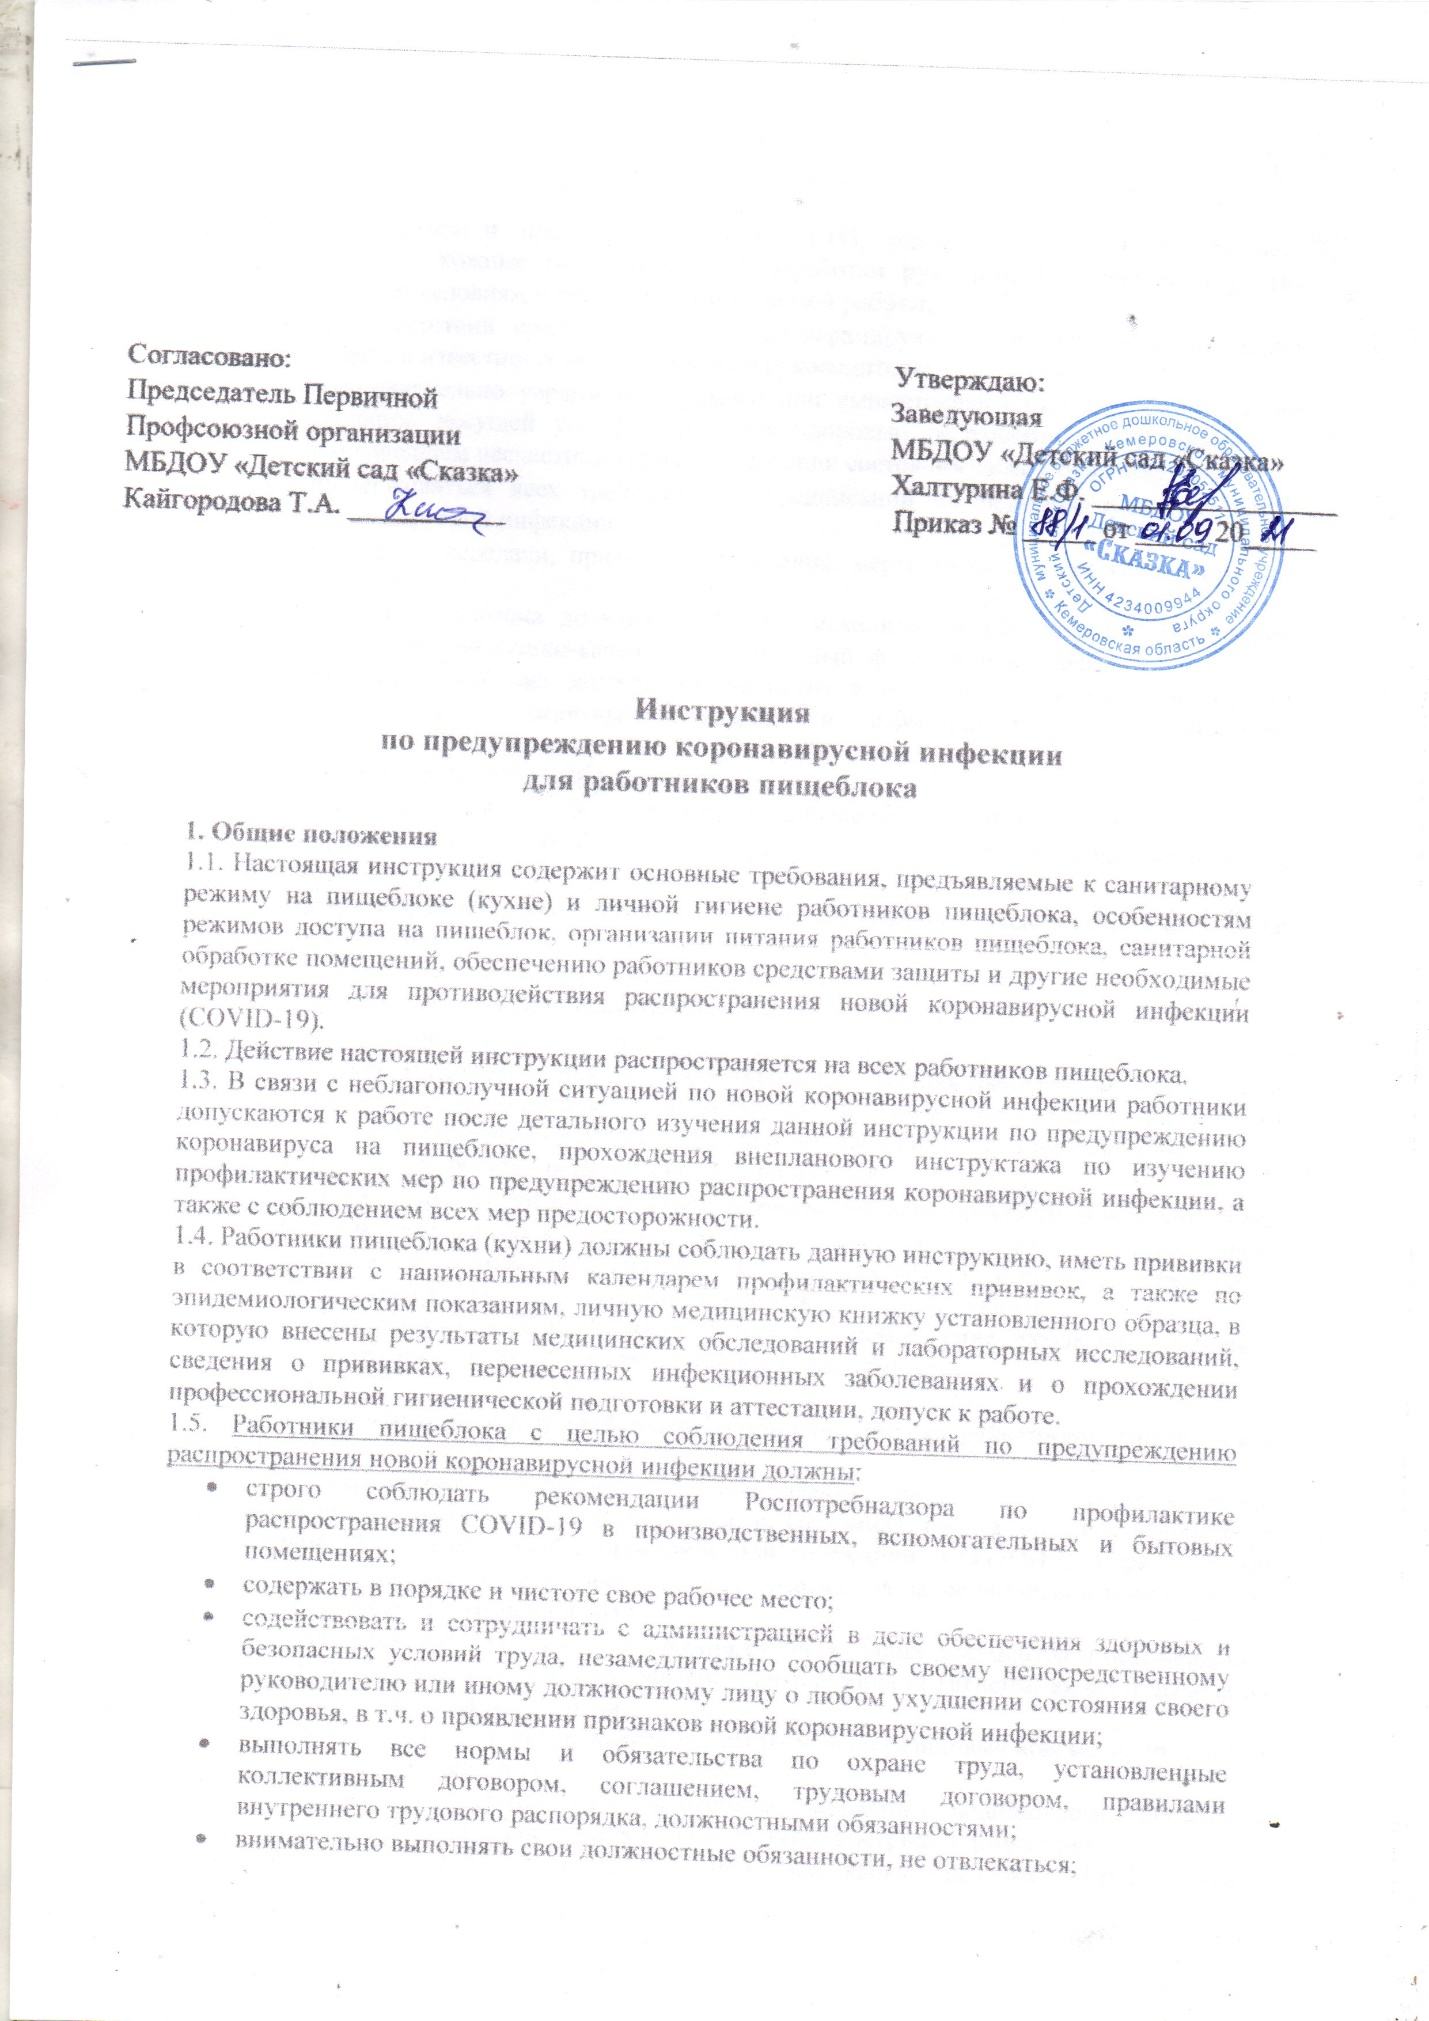 Согласовано:
Председатель Первичной
Профсоюзной организации
МБДОУ «Детский сад «Сказка»
Кайгородова Т.А.
Утверждаю:
Заведующая
МБДОУ «Детский сад «Сказка»
Халтурина Е.Ф.
Приказ № 88/1 от 01.09 20 21
МБДОУ
Детский сад
«СКАЗКА»
ИНН 4234009944
Кемеровская область
Инструкция
по предупреждению коронавирусной инфекции
для работников пищеблока
1. Общие положения
1.1. Настоящая инструкция содержит основные требования, предъявляемые к санитарному
режиму на пищеблоке (кухне) и личной гигиене работников пищеблока, особенностям
режимов доступа на пищеблок, организации питания работников пищеблока, санитарной
обработке помещений, обеспечению работников средствами защиты и другие необходимые
мероприятия для противодействия распространения новой коронавирусной инфекции
(COVID-19).
1.2. Действие настоящей инструкции распространяется на всех работников пищеблока.
1.3. В связи с неблагополучной ситуацией по новой коронавирусной инфекции работники
допускаются к работе после детального изучения данной инструкции по предупреждению
коронавируса на пищеблоке, прохождения внепланового инструктажа по изучению
профилактических мер по предупреждению распространения коронавирусной инфекции, а
также с соблюдением всех мер предосторожности.
1.4. Работники пищеблока (кухни) должны соблюдать данную инструкцию, иметь прививки
в соответствии с национальным календарем профилактических прививок, а также по
эпидемиологическим показаниям, личную медицинскую книжку установленного образца, в
которую внесены результаты медицинских обследований и лабораторных исследований,
сведения о прививках, перенесенных инфекционных заболеваниях и о прохождении
профессиональной гигиенической подготовки и аттестации, допуск к работе.
1.5. Работники пищеблока с целью соблюдения требований по предупреждению
распространения новой коронавирусной инфекции должны:
• строго соблюдать рекомендации Роспотребнадзора по профилактике
распространения COVID-19 в производственных, вспомогательных и бытовых
помещениях;
• содержать в порядке и чистоте свое рабочее место;
• содействовать и сотрудничать с администрацией в деле обеспечения здоровых и
безопасных условий труда, незамедлительно сообщать своему непосредственному
руководителю или иному должностному лицу о любом ухудшении состояния своего
здоровья, в т.ч. о проявлении признаков новой коронавирусной инфекции;
• выполнять все нормы и обязательства по охране труда, установленные
коллективным договором, соглашением, трудовым договором, правилами
внутреннего трудового распорядка, должностными обязанностями;
• внимательно выполнять свои должностные обязанности, не отвлекаться;